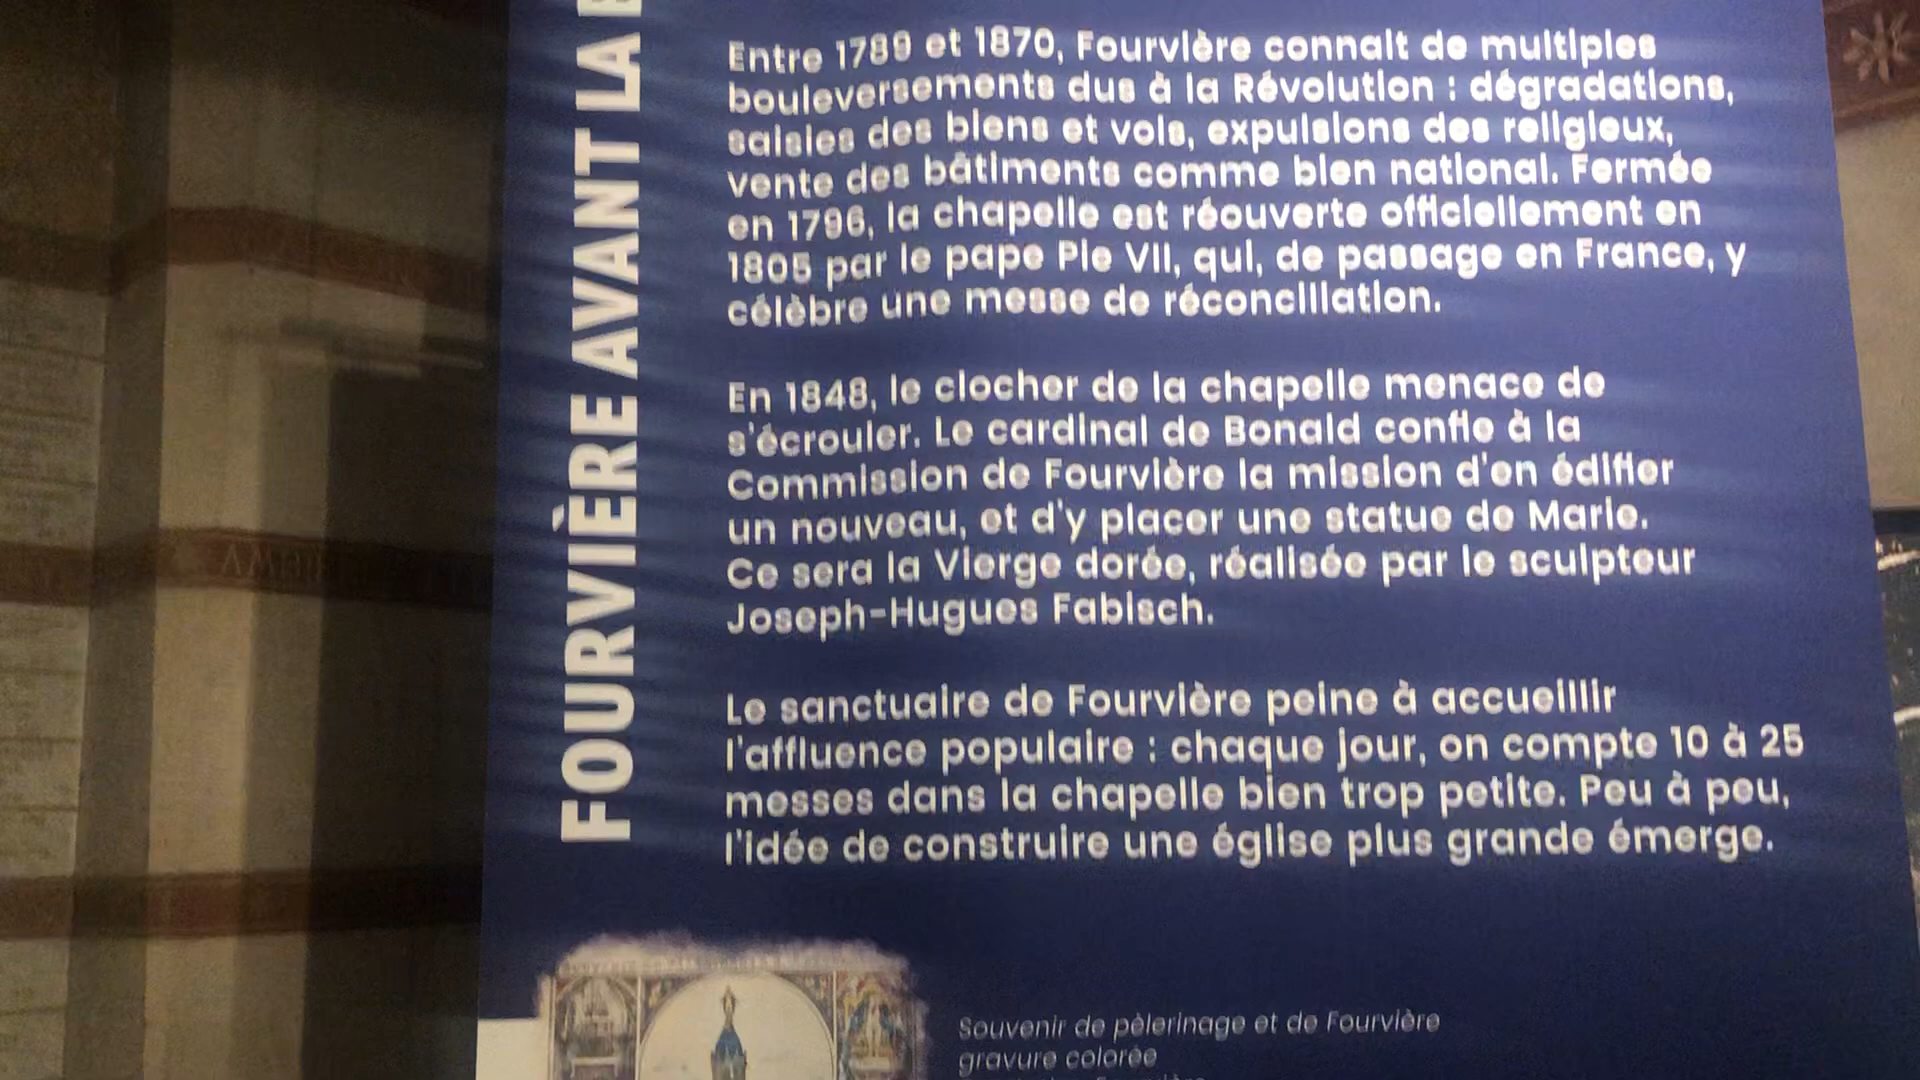 FOURVIÈRE AVANT LA
Entre 1789 et 1870, Fourvière connaît de multiples
bouleversements dus à la Révolution : dégradations,
saisies des biens et vols, expulsions des religieux,
vente des bâtiments comme bien national. Fermée
en 1796, la chapelle est réouverte officiellement en
1805 par le pape Pie VII, qui, de passage en France, y
célèbre une messe de réconciliation.
En 1848, le clocher de la chapelle menace de
s'écrouler. Le cardinal de Bonald confie à la
Commission de Fourvière la mission d'en édifier
un nouveau, et d'y placer une statue de Marie.
Ce sera la Vierge dorée, réalisée par le sculpteur
Joseph-Hugues Fabisch.
Le sanctuaire de Fourvière peine à accueillir
l'affluence populaire : chaque jour, on compte 10 à 25
messes dans la chapelle bien trop petite. Peu à peu,
l'idée de construire une église plus grande émerge.
Souvenir de pèlerinage et de Fourvière
gravure colorée